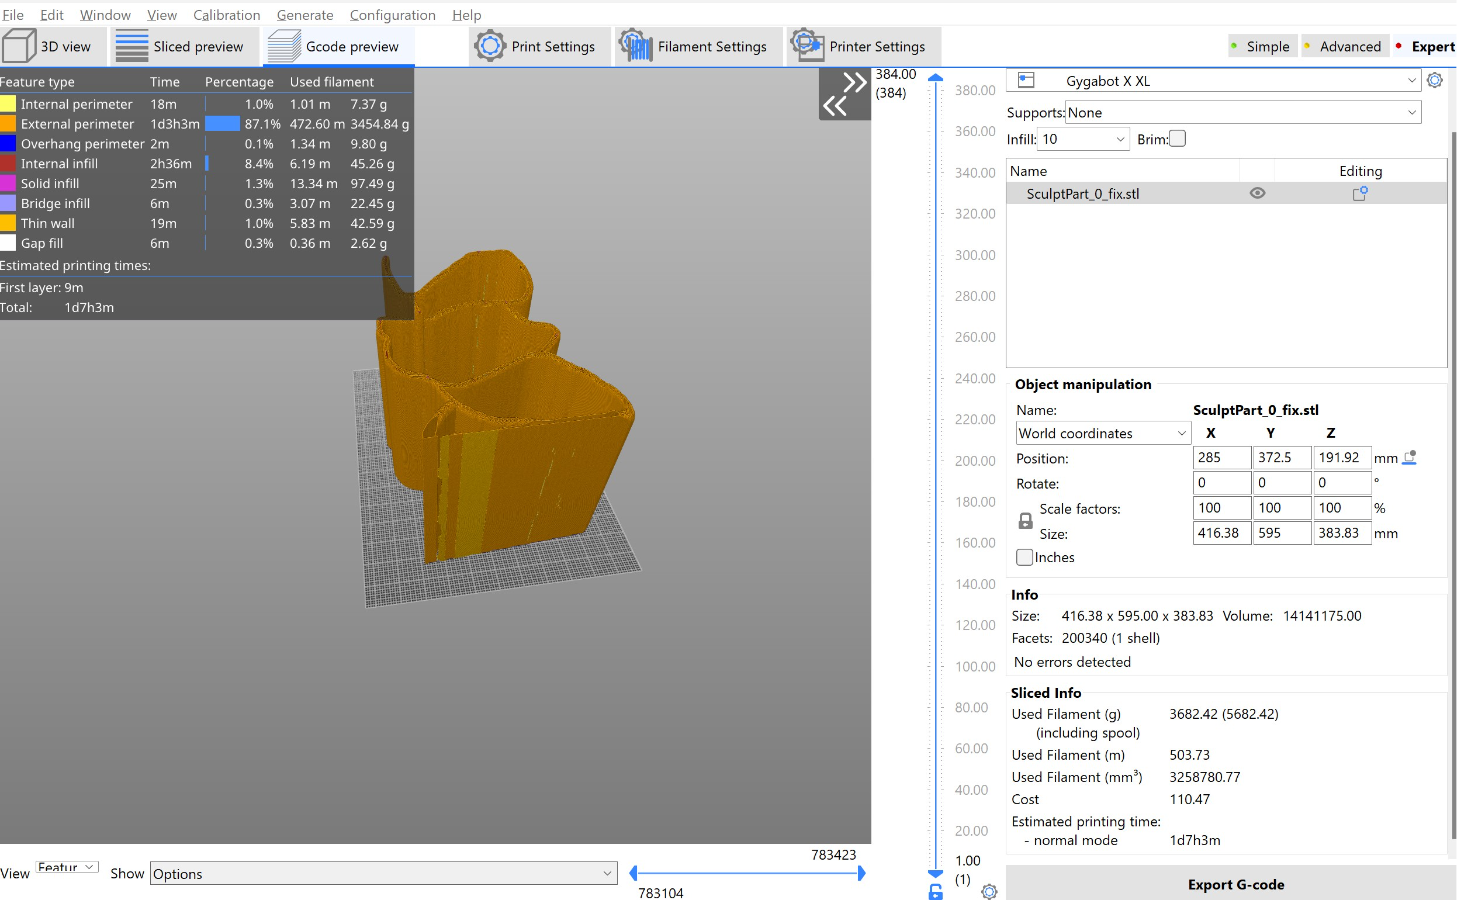 File Edit Window View Calibration Generate Configuration Help
3D view Sliced preview Gcode preview Print Settings Filament Settings Printer Settings Simple Advanced Expert
Feature type Time Percentage Used filament
Internal perimeter 18m 1.0% 1.01 m 7.37 g
External perimeter 1d3h3m 87.1% 472.60 m 3454.84 g
Overhang perimeter 2m 0.1% 1.34 m 9.80 g
Internal infill 2h36m 8.4% 6.19 m 45.26 g
Solid infill 25m 1.3% 13.34 m 97.49 g
Bridge infill 6m 0.3% 3.07 m 22.45 g
Thin wall 19m 1.0% 5.83 m 42.59 g
Gap fill 6m 0.3% 0.36 m 2.62 g
Estimated printing times:
First layer: 9m
Total: 1d7h3m
384.00
(384)
380.00
360.00
340.00
320.00
300.00
280.00
260.00
240.00
220.00
200.00
180.00
160.00
140.00
120.00
100.00
80.00
60.00
40.00
20.00
1.00
(1)
Gygabot X XL
Supports: None
Infill: 10 Brim:
Name Editing
SculptPart_0_fix.stl
Object manipulation
Name: SculptPart_0_fix.stl
World coordinates X Y Z
Position: 285 372.5 191.92 mm
Rotate: 0 0 0 °
Scale factors: 100 100 100 %
Size: 416.38 595 383.83 mm
Inches
Info
Size: 416.38 x 595.00 x 383.83 Volume: 14141175.00
Facets: 200340 (1 shell)
No errors detected
Sliced Info
Used Filament (g) 3682.42 (5682.42)
(including spool)
Used Filament (m) 503.73
Used Filament (mm³) 3258780.77
Cost 110.47
Estimated printing time:
- normal mode 1d7h3m
Export G-code
View Featur Show Options
783423
783104